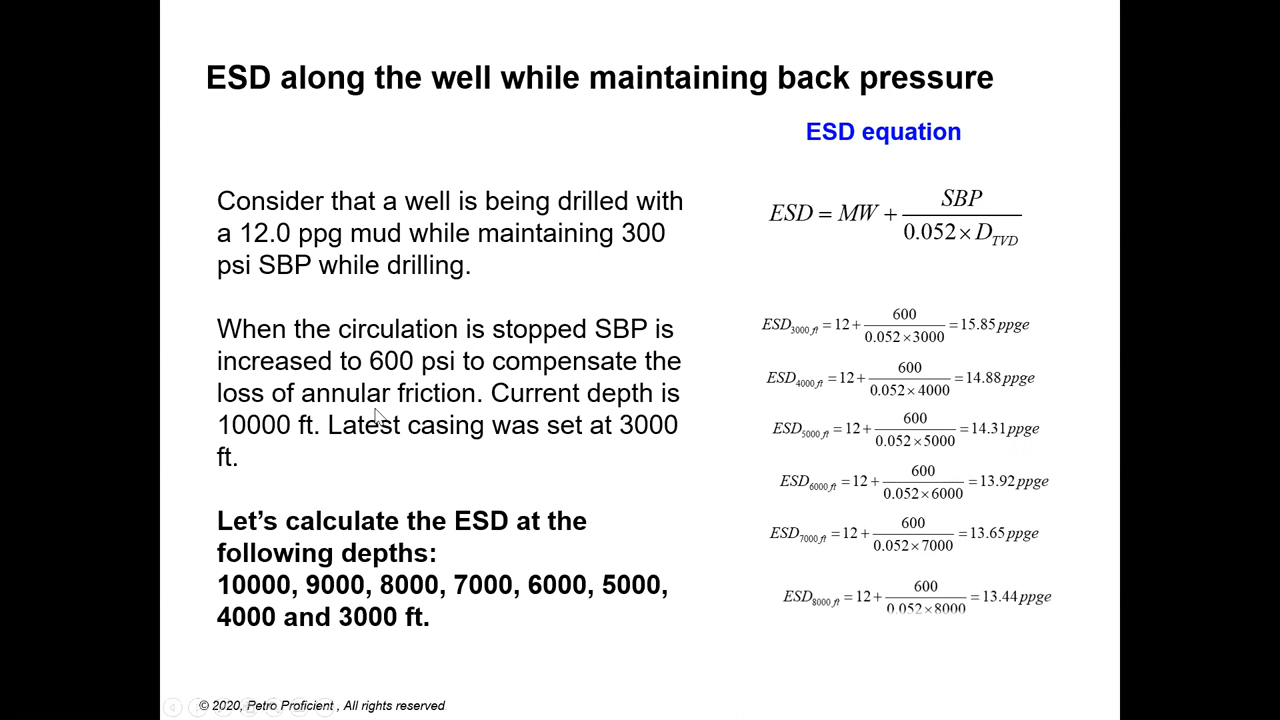 ESD along the well while maintaining back pressure
ESD equation
Consider that a well is being drilled with
a 12.0 ppg mud while maintaining 300
psi SBP while drilling.
When the circulation is stopped SBP is
increased to 600 psi to compensate the
loss of annular friction. Current depth is
10000 ft. Latest casing was set at 3000
ft.
Let’s calculate the ESD at the
following depths:
10000, 9000, 8000, 7000, 6000, 5000,
4000 and 3000 ft.
ESD = MW + SBP / 0.052 × D_TVD
ESD_3000 ft = 12 + 600 / 0.052 × 3000 = 15.85 ppge
ESD_4000 ft = 12 + 600 / 0.052 × 4000 = 14.88 ppge
ESD_5000 ft = 12 + 600 / 0.052 × 5000 = 14.31 ppge
ESD_6000 ft = 12 + 600 / 0.052 × 6000 = 13.92 ppge
ESD_7000 ft = 12 + 600 / 0.052 × 7000 = 13.65 ppge
ESD_8000 ft = 12 + 600 / 0.052 × 8000 = 13.44 ppge
© 2020, Petro Proficient , All rights reserved